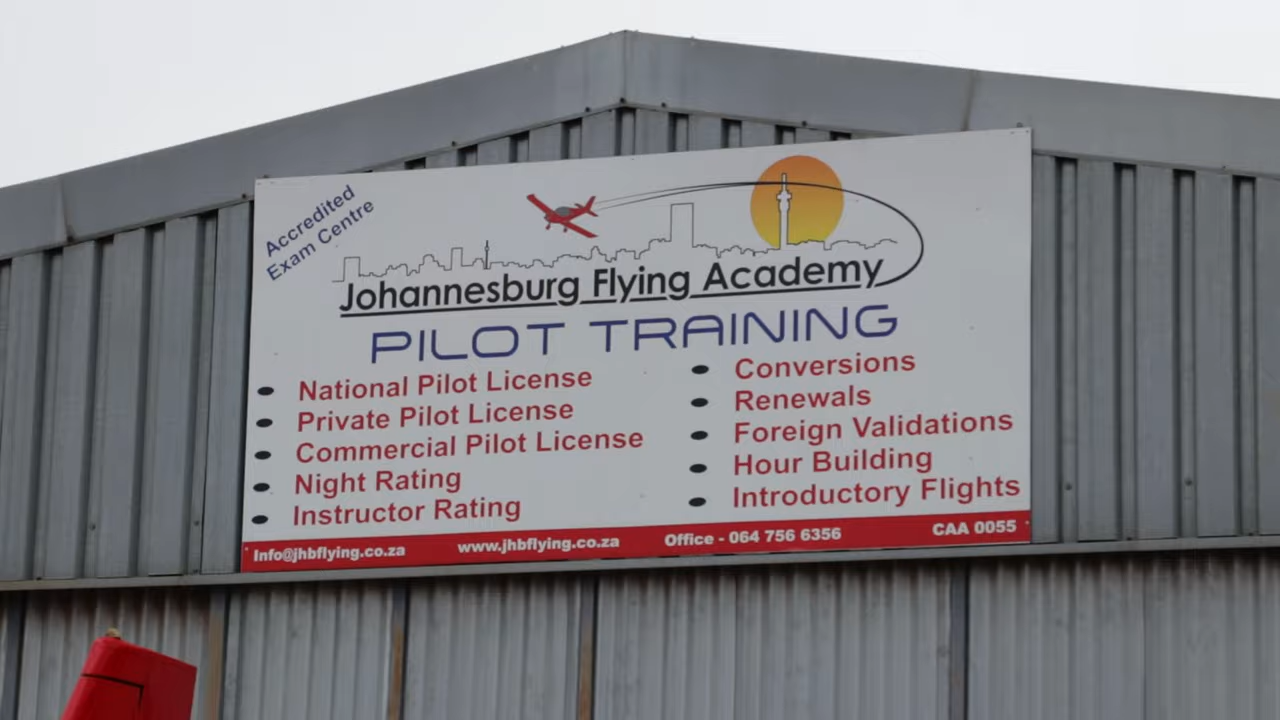 Accredited
Exam Centre
Johannesburg Flying Academy
PILOT TRAINING
National Pilot License
Private Pilot License
Commercial Pilot License
Night Rating
Instructor Rating
Conversions
Renewals
Foreign Validations
Hour Building
Introductory Flights
Info@jhbflying.co.za www.jhbflying.co.za Office - 064 756 6356 CAA 0055